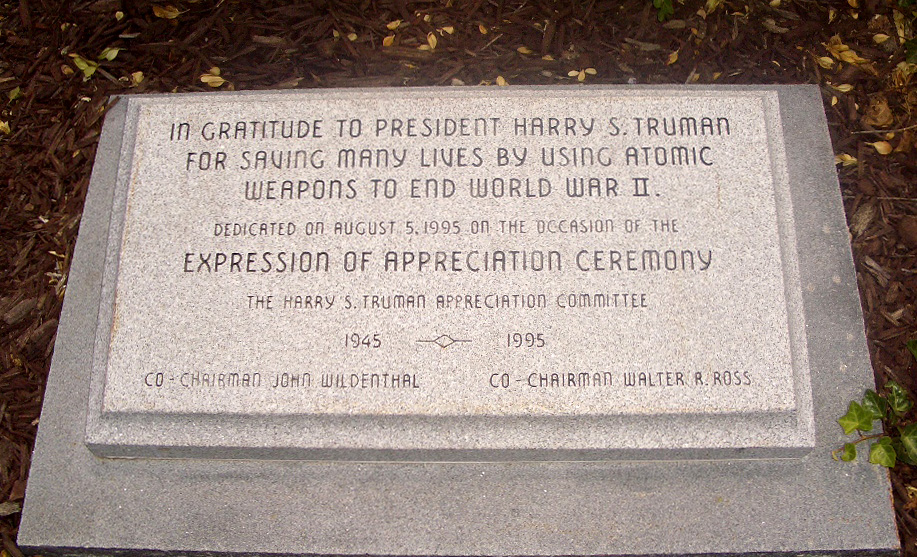 IN GRATITUDE TO PRESIDENT HARRY S. TRUMAN
FOR SAVING MANY LIVES BY USING ATOMIC
WEAPONS TO END WORLD WAR II.
DEDICATED ON AUGUST 5, 1995 ON THE OCCASION OF THE
EXPRESSION OF APPRECIATION CEREMONY
THE HARRY S. TRUMAN APPRECIATION COMMITTEE
1945 1995
CO-CHAIRMAN JOHN WILDENTHAL CO-CHAIRMAN WALTER R. ROSS